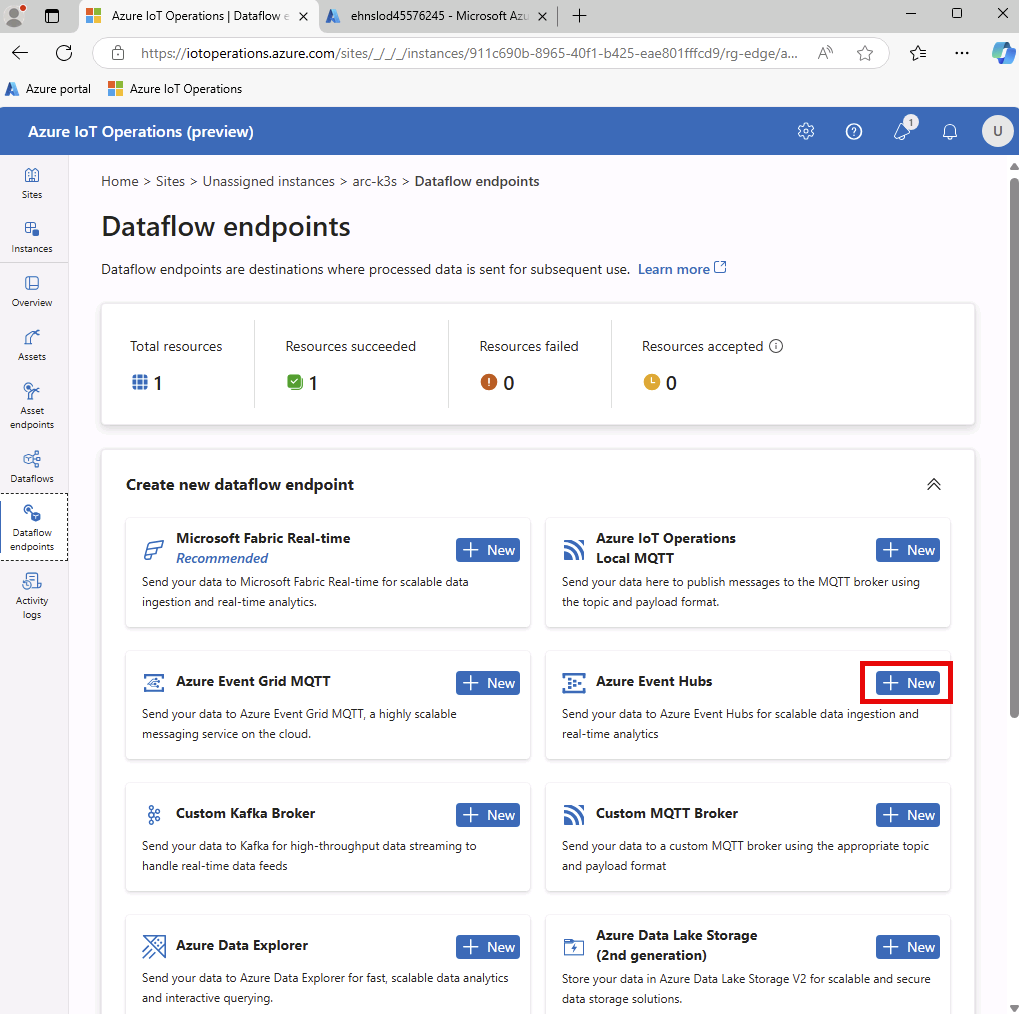 Azure IoT Operations | Dataflow e
ehnslod45576245 - Microsoft Azu
https://iotoperations.azure.com/sites/_/_/_/instances/911c690b-8965-40f1-b425-eae801fffcd9/rg-edge/a...
Azure portal
Azure IoT Operations
Azure IoT Operations (preview)
1
U
Sites
Instances
Overview
Assets
Asset
endpoints
Dataflows
Dataflow
endpoints
Activity
logs
Home > Sites > Unassigned instances > arc-k3s > Dataflow endpoints
Dataflow endpoints
Dataflow endpoints are destinations where processed data is sent for subsequent use. Learn more
Total resources
1
Resources succeeded
1
Resources failed
0
Resources accepted
0
Create new dataflow endpoint
Microsoft Fabric Real-time
Recommended
New
Send your data to Microsoft Fabric Real-time for scalable data
ingestion and real-time analytics.
Azure IoT Operations
Local MQTT
New
Send your data here to publish messages to the MQTT broker using
the topic and payload format.
Azure Event Grid MQTT
New
Send your data to Azure Event Grid MQTT, a highly scalable
messaging service on the cloud.
Azure Event Hubs
New
Send your data to Azure Event Hubs for scalable data ingestion and
real-time analytics
Custom Kafka Broker
New
Send your data to Kafka for high-throughput data streaming to
handle real-time data feeds
Custom MQTT Broker
New
Send your data to a custom MQTT broker using the appropriate topic
and payload format
Azure Data Explorer
New
Send your data to Azure Data Explorer for fast, scalable data analytics
and interactive querying.
Azure Data Lake Storage
(2nd generation)
New
Store your data in Azure Data Lake Storage V2 for scalable and secure
data storage solutions.